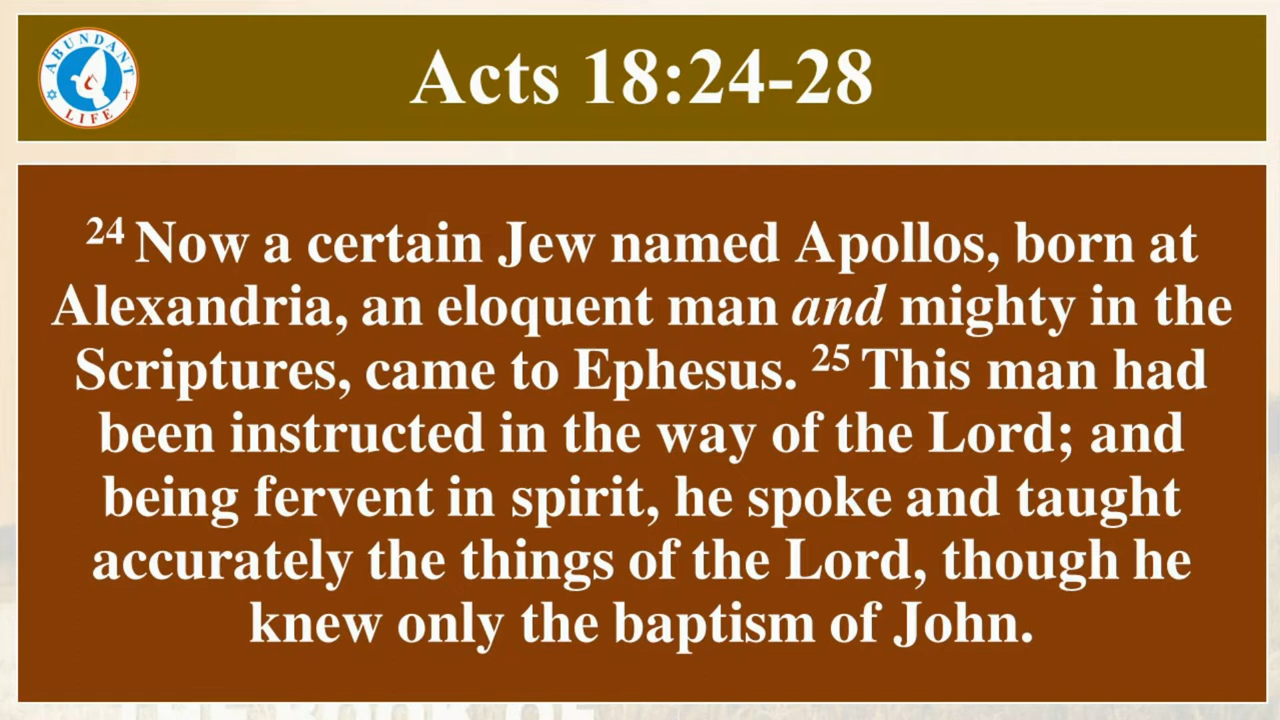 ABUNDANT
LIFE
Acts 18:24-28
24 Now a certain Jew named Apollos, born at
Alexandria, an eloquent man and mighty in the
Scriptures, came to Ephesus. 25 This man had
been instructed in the way of the Lord; and
being fervent in spirit, he spoke and taught
accurately the things of the Lord, though he
knew only the baptism of John.
THE BOOK OF